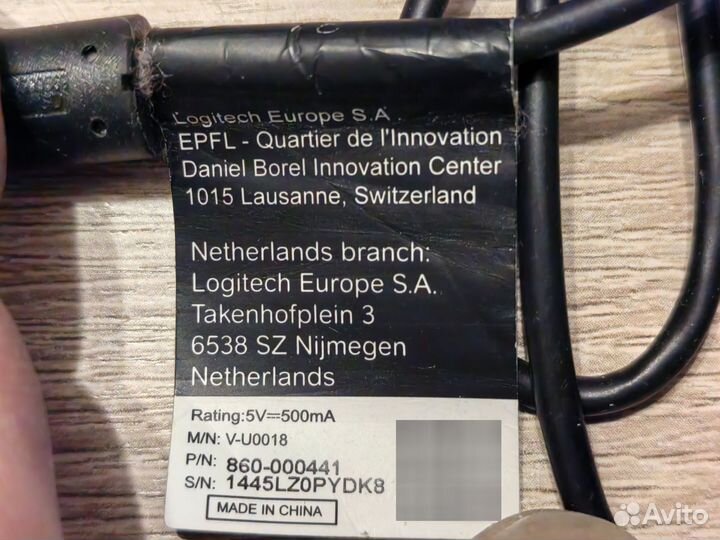 Logitech Europe S.A
EPFL - Quartier de l'Innovation
Daniel Borel Innovation Center
1015 Lausanne, Switzerland
Netherlands branch:
Logitech Europe S.A.
Takenhofplein 3
6538 SZ Nijmegen
Netherlands
Rating:5V⎓500mA
M/N: V-U0018
P/N: 860-000441
S/N: 1445LZ0PYDK8
MADE IN CHINA
Avito